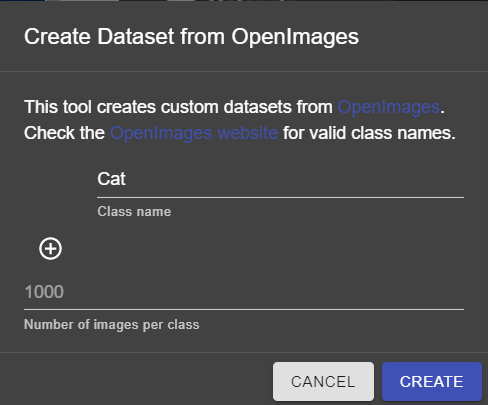 Create Dataset from OpenImages
This tool creates custom datasets from OpenImages.
Check the OpenImages website for valid class names.
Cat
Class name
1000
Number of images per class
CANCEL CREATE